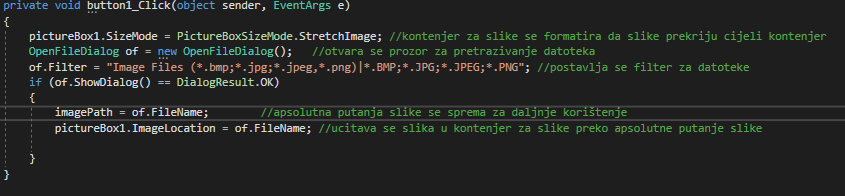 private void button1_Click(object sender, EventArgs e)
{
pictureBox1.SizeMode = PictureBoxSizeMode.StretchImage; //kontenjer za slike se formatira da slike prekriju cijeli kontenjer
OpenFileDialog of = new OpenFileDialog(); //otvara se prozor za pretrazivanje datoteka
of.Filter = "Image Files (*.bmp;*.jpg;*.jpeg,*.png)|*.BMP;*.JPG;*.JPEG;*.PNG"; //postavlja se filter za datoteke
if (of.ShowDialog() == DialogResult.OK)
{
imagePath = of.FileName; //apsolutna putanja slike se sprema za daljnje korištenje
pictureBox1.ImageLocation = of.FileName; //ucitava se slika u kontenjer za slike preko apsolutne putanje slike
}
}